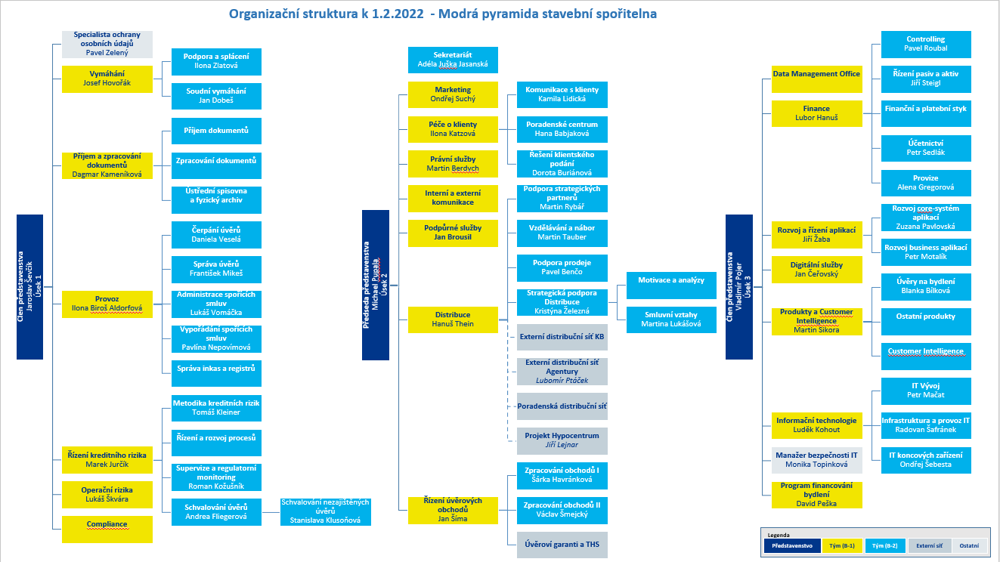 Organizační struktura k 1.2.2022 - Modrá pyramida stavební spořitelna
Člen představenstva
Jaroslav Ševčík
Úsek 1
Specialista ochrany
osobních údajů
Pavel Zelený
Vymáhání
Josef Hovořák
Podpora a splácení
Ilona Zlatová
Soudní vymáhání
Jan Dobeš
Příjem a zpracování
dokumentů
Dagmar Kameníková
Příjem dokumentů
Zpracování dokumentů
Ústřední spisovna
a fyzický archiv
Provoz
Ilona Biroš Aldorfová
Čerpání úvěrů
Daniela Veselá
Správa úvěrů
František Mikeš
Administrace spořicích
smluv
Lukáš Vomáčka
Vypořádání spořicích
smluv
Pavlína Nepovímová
Správa inkas a registrů
Řízení kreditního rizika
Marek Jurčík
Metodika kreditních rizik
Tomáš Kleiner
Řízení a rozvoj procesů
Supervize a regulatorní
monitoring
Roman Kožušník
Schvalování úvěrů
Andrea Fliegerová
Schvalování nezajištěných
úvěrů
Stanislava Klusoňová
Operační rizika
Lukáš Škvára
Compliance
Předseda představenstva
Michael Pupala
Úsek 2
Sekretariát
Adéla Juška Jasanská
Marketing
Ondřej Suchý
Péče o klienty
Ilona Katzová
Komunikace s klienty
Kamila Lidická
Poradenské centrum
Hana Babjaková
Řešení klientského
podání
Dorota Buriánová
Právní služby
Martin Berdych
Interní a externí
komunikace
Podpůrné služby
Jan Brousil
Distribuce
Hanuš Thein
Podpora strategických
partnerů
Martin Rybář
Vzdělávání a nábor
Martin Tauber
Podpora prodeje
Pavel Benčo
Strategická podpora
Distribuce
Kristýna Železná
Motivace a analýzy
Smluvní vztahy
Martina Lukášová
Externí distribuční síť KB
Externí distribuční síť
Agentury
Lubomír Ptáček
Poradenská distribuční síť
Projekt Hypocentrum
Jiří Lejnar
Řízení úvěrových
obchodů
Jan Šíma
Zpracování obchodů I
Šárka Havránková
Zpracování obchodů II
Václav Šmejcký
Úvěroví garanti a THS
Člen představenstva
Vladimír Pojer
Úsek 3
Data Management Office
Finance
Lubor Hanuš
Controlling
Pavel Roubal
Řízení pasiv a aktiv
Jiří Steigl
Finanční a platební styk
Účetnictví
Petr Sedlák
Provize
Alena Gregorová
Rozvoj a řízení aplikací
Jiří Žaba
Rozvoj core-systém
aplikací
Zuzana Pavlovská
Rozvoj business aplikací
Petr Motalík
Digitální služby
Jan Čeřovský
Produkty a Customer
Intelligence
Martin Sikora
Úvěry na bydlení
Blanka Bílková
Ostatní produkty
Customer Intelligence
Informační technologie
Luděk Kohout
IT Vývoj
Petr Mačat
Infrastruktura a provoz IT
Radovan Šafránek
IT koncových zařízení
Ondřej Šebesta
Manažer bezpečnosti IT
Monika Topinková
Program financování
bydlení
David Peška
Legenda
Představenstvo
Tým (B-1)
Tým (B-2)
Externí síť
Ostatní